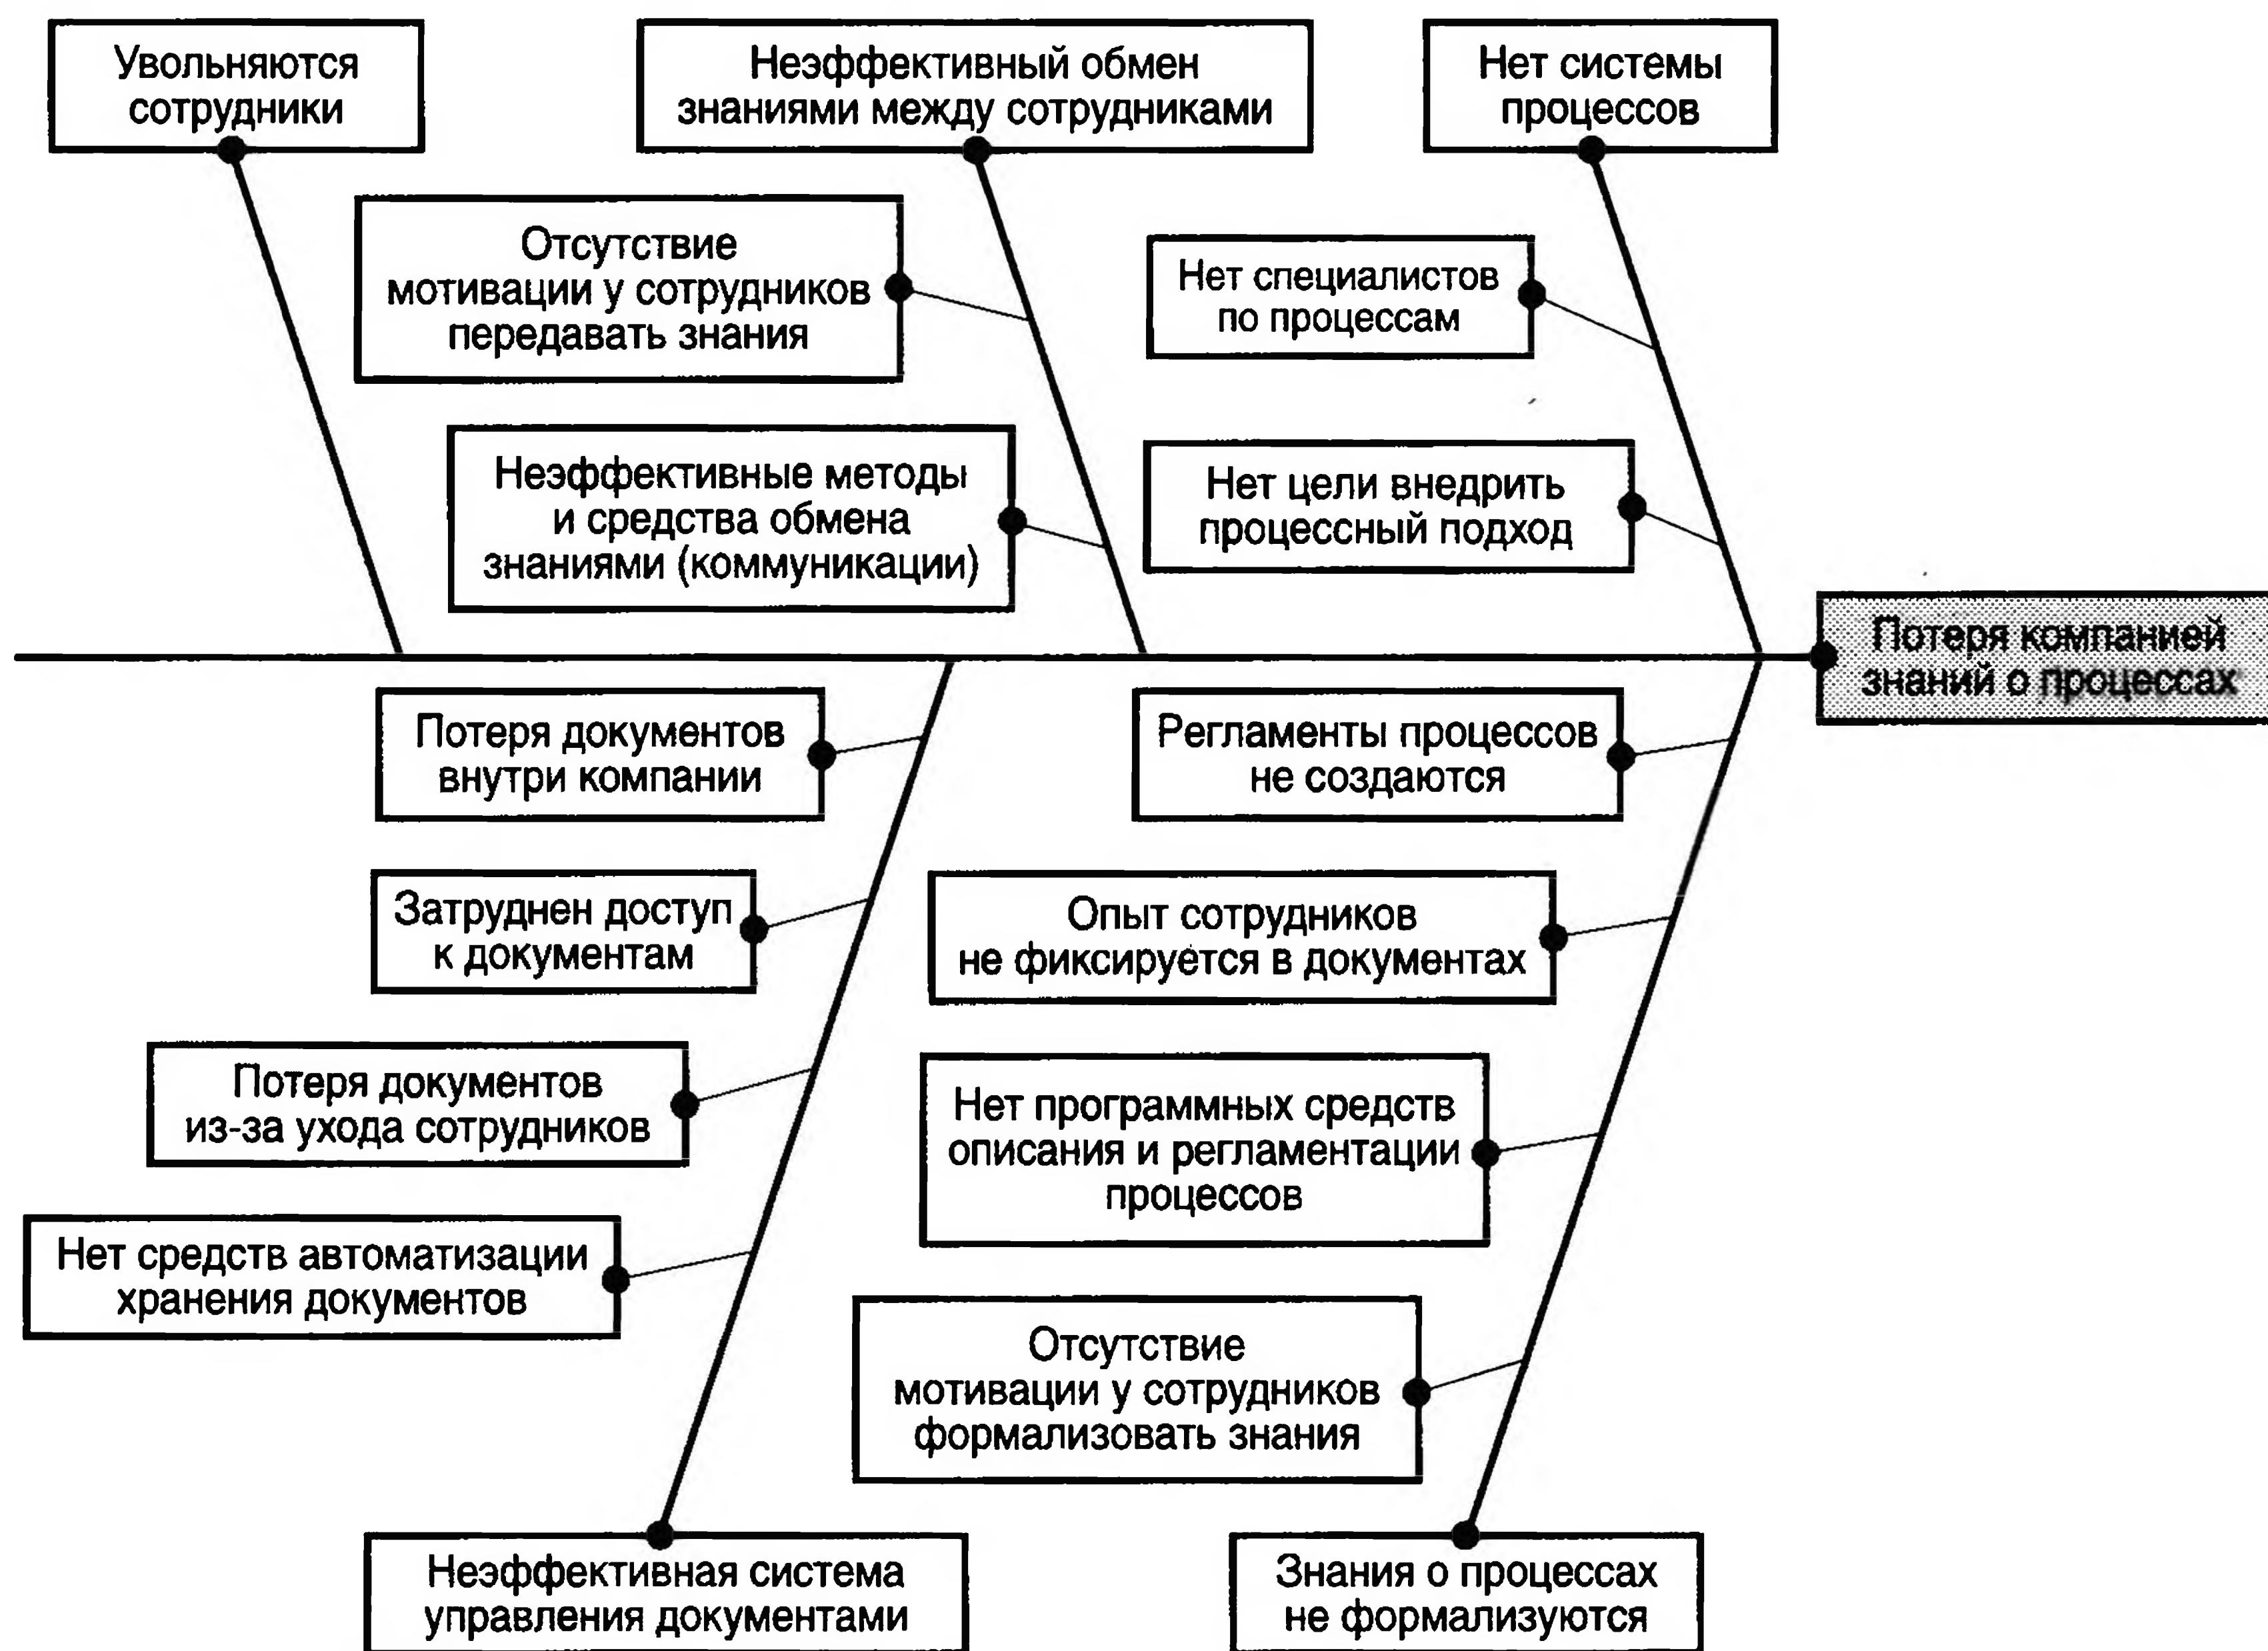 Увольняются
сотрудники
Неэффективный обмен
знаниями между сотрудниками
Нет системы
процессов
Отсутствие
мотивации у сотрудников
передавать знания
Нет специалистов
по процессам
Неэффективные методы
и средства обмена
знаниями (коммуникации)
Нет цели внедрить
процессный подход
Потеря компанией
знаний о процессах
Потеря документов
внутри компании
Регламенты процессов
не создаются
Затруднен доступ
к документам
Опыт сотрудников
не фиксируется в документах
Потеря документов
из-за ухода сотрудников
Нет программных средств
описания и регламентации
процессов
Нет средств автоматизации
хранения документов
Отсутствие
мотивации у сотрудников
формализовать знания
Неэффективная система
управления документами
Знания о процессах
не формализуются